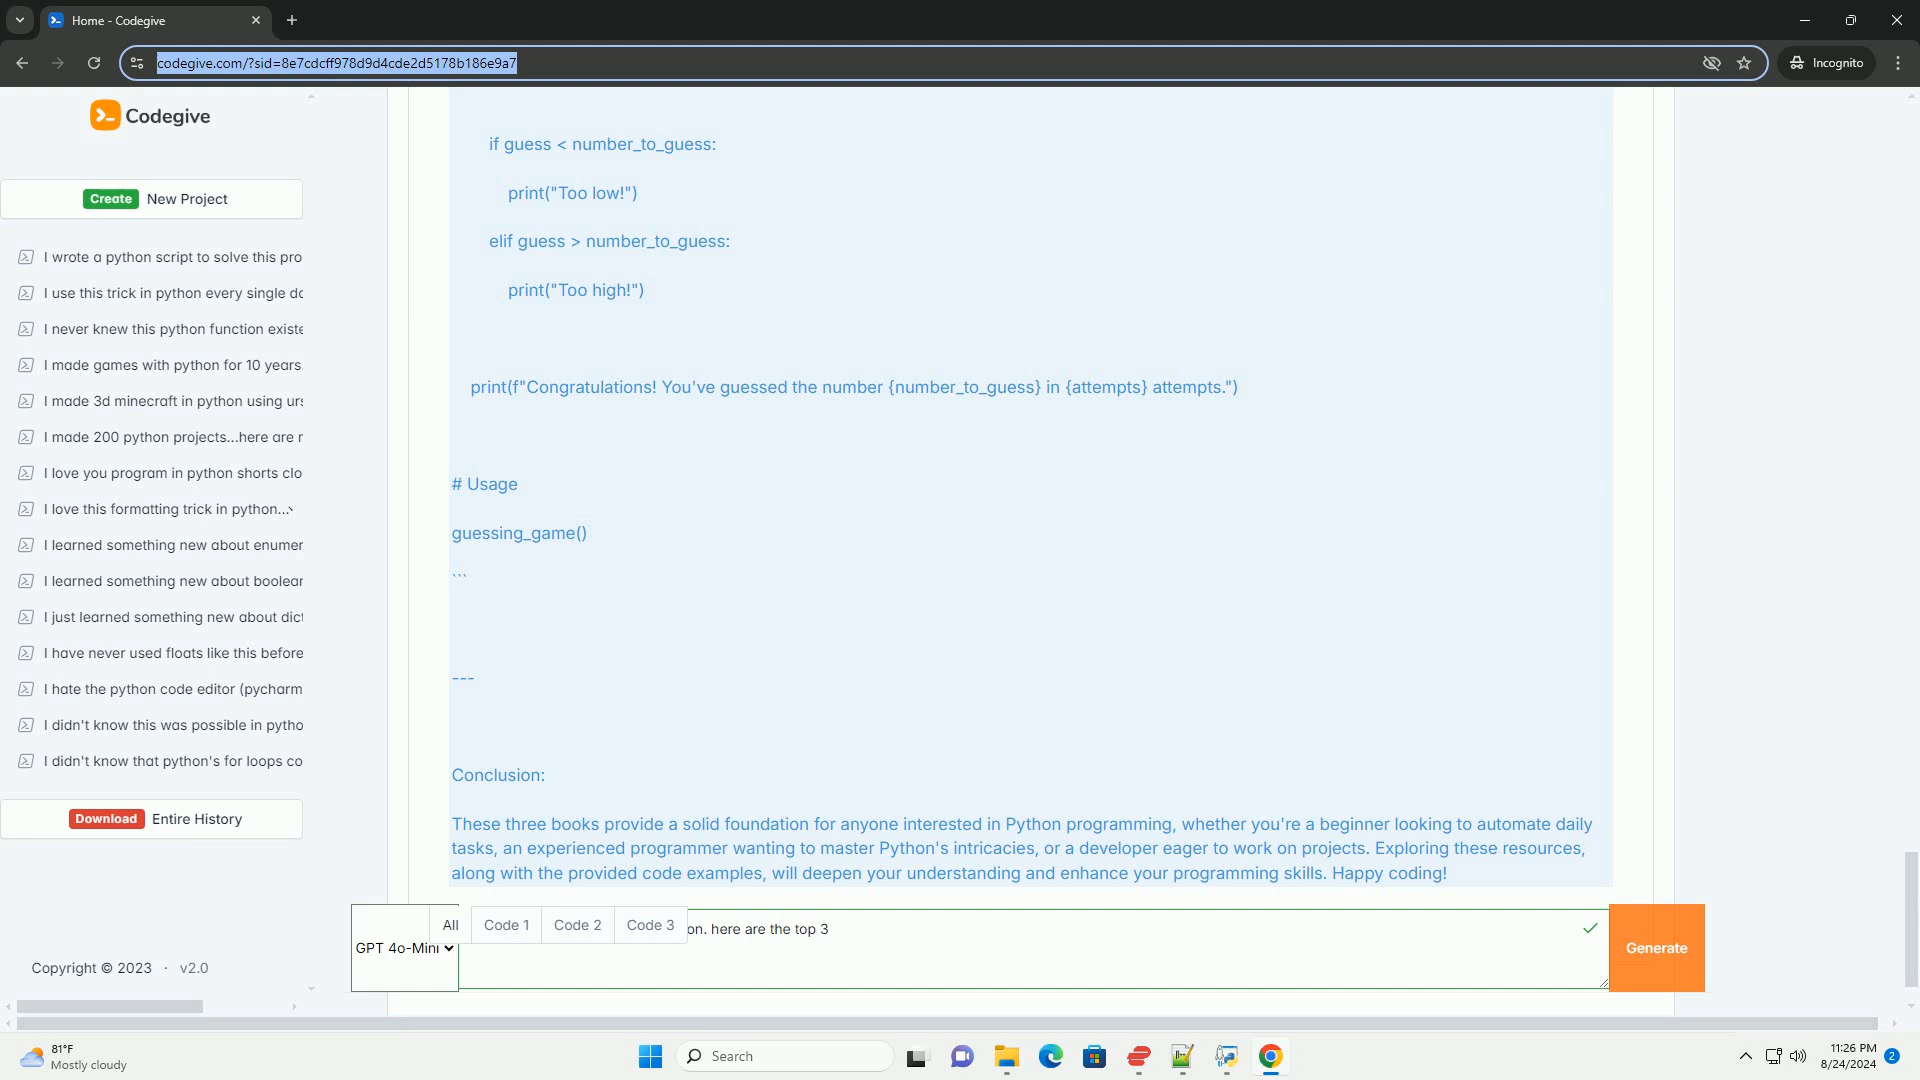 Home - Codegive
codegive.com/?sid=8e7cdcff978d9d4cde2d5178b186e9a7
Incognito
Codegive
Create New Project
I wrote a python script to solve this pro
I use this trick in python every single dc
I never knew this python function existe
I made games with python for 10 years.
I made 3d minecraft in python using urs
I made 200 python projects...here are r
I love you program in python shorts clo
I love this formatting trick in python...
I learned something new about enumer
I learned something new about boolear
I just learned something new about dict
I have never used floats like this before
I hate the python code editor (pycharm
I didn't know this was possible in pytho
I didn't know that python's for loops co
Download Entire History
Copyright © 2023 · v2.0
if guess < number_to_guess:
print("Too low!")
elif guess > number_to_guess:
print("Too high!")
print(f"Congratulations! You've guessed the number {number_to_guess} in {attempts} attempts.")
# Usage
guessing_game()
```
---
Conclusion:
These three books provide a solid foundation for anyone interested in Python programming, whether you're a beginner looking to automate daily
tasks, an experienced programmer wanting to master Python's intricacies, or a developer eager to work on projects. Exploring these resources,
along with the provided code examples, will deepen your understanding and enhance your programming skills. Happy coding!
All Code 1 Code 2 Code 3 on. here are the top 3
GPT 4o-Mini
Generate
81°F
Mostly cloudy
Search
11:26 PM
8/24/2024
2